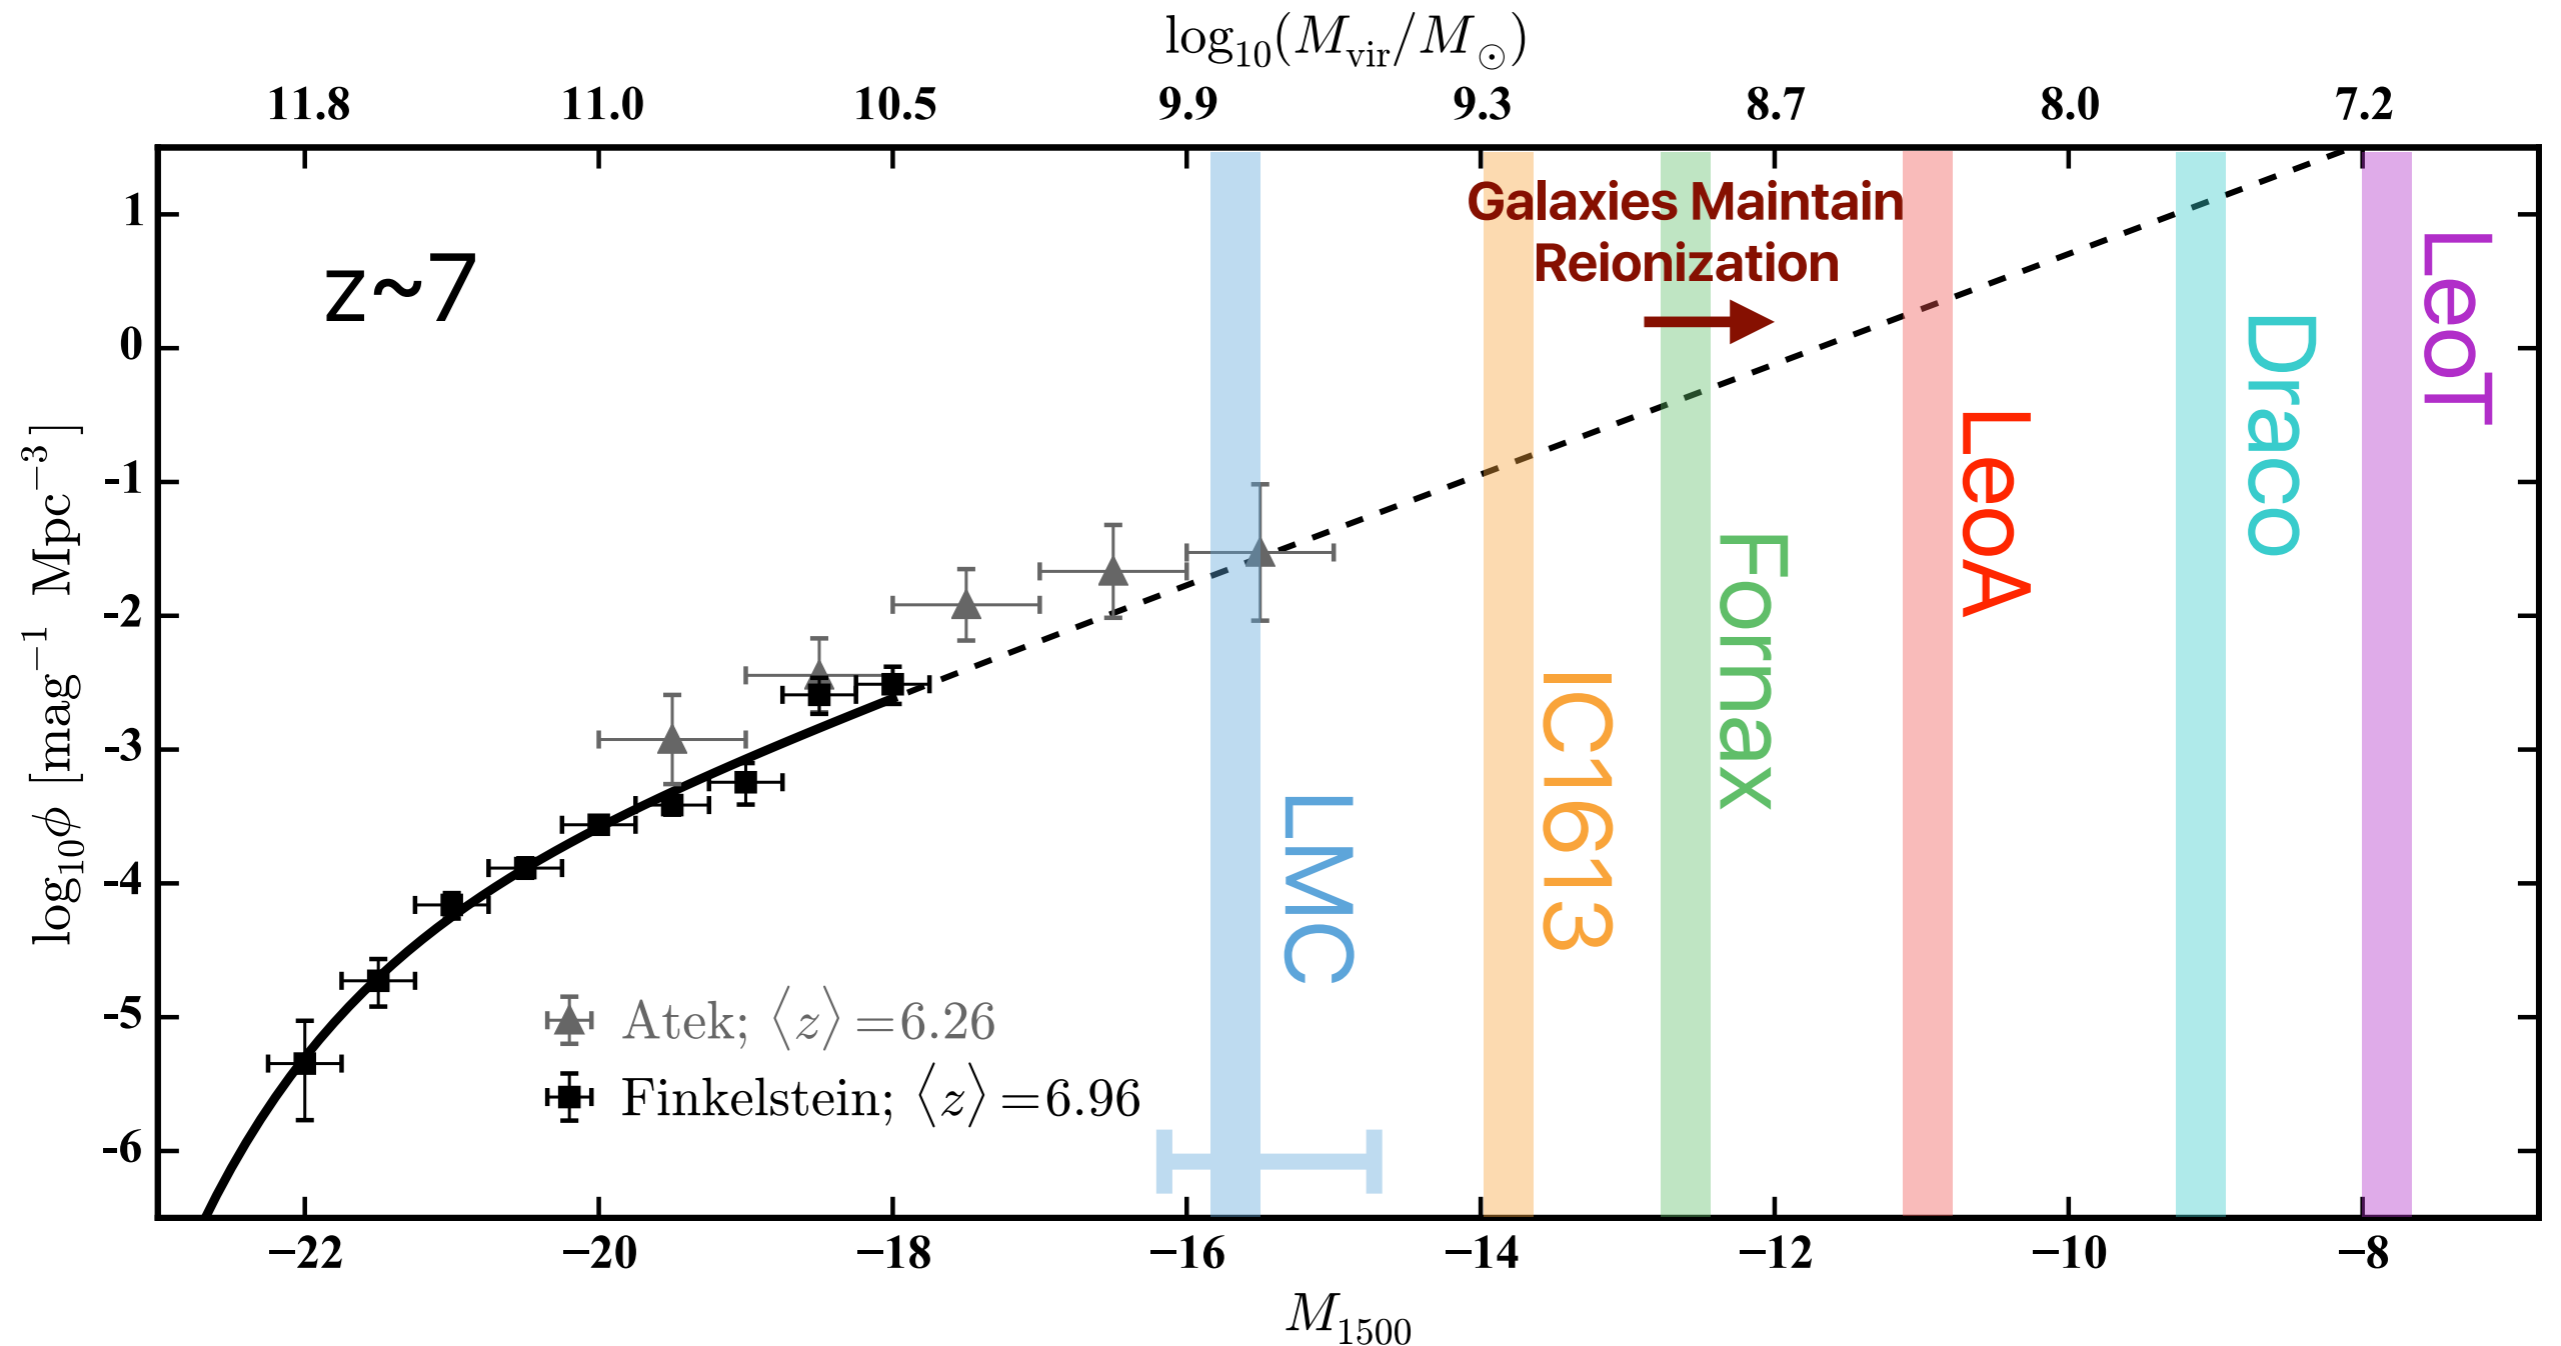 log₁₀(M_vir/M_⊙)
11.8 11.0 10.5 9.9 9.3 8.7 8.0 7.2
log₁₀ϕ [mag⁻¹ Mpc⁻³]
1
0
-1
-2
-3
-4
-5
-6
z~7
Galaxies Maintain
Reionization
LMC
IC1613
Fornax
LeoA
Draco
LeoT
Atek; ⟨z⟩=6.26
Finkelstein; ⟨z⟩=6.96
−22 −20 −18 −16 −14 −12 −10 −8
M₁₅₀₀